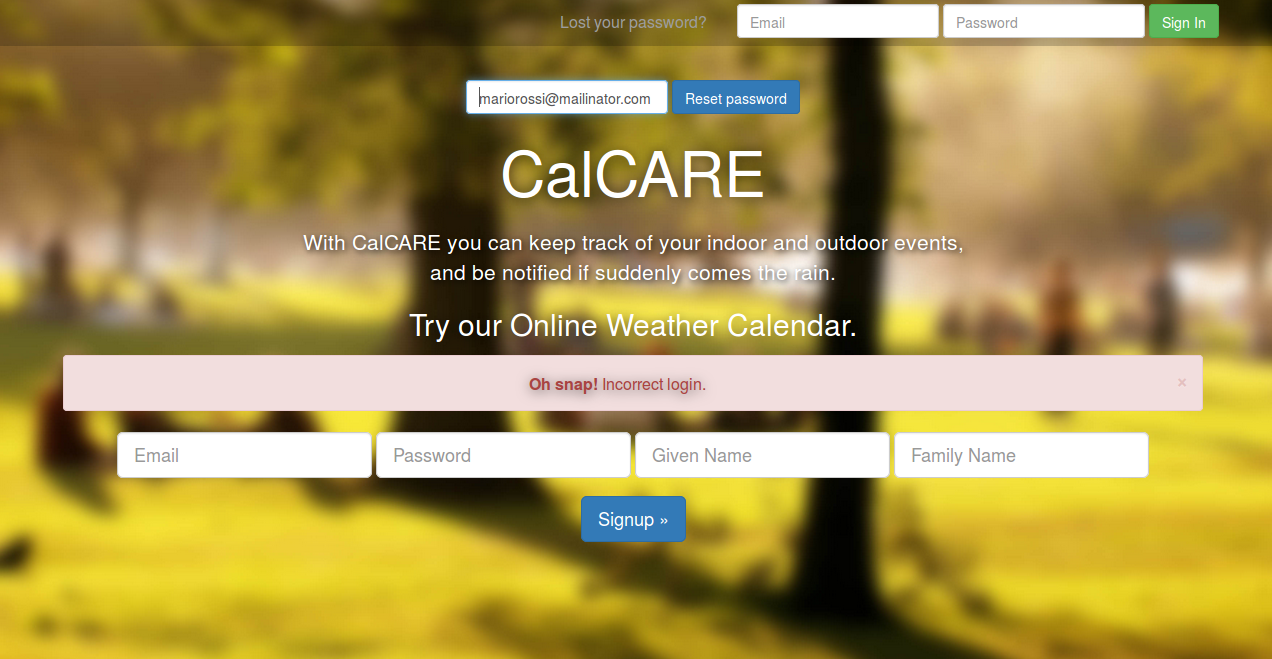 Lost your password? Email Password Sign In
mariorossi@mailinator.com Reset password
CalCARE
With CalCARE you can keep track of your indoor and outdoor events,
and be notified if suddenly comes the rain.
Try our Online Weather Calendar.
Oh snap! Incorrect login. ×
Email Password Given Name Family Name
Signup »